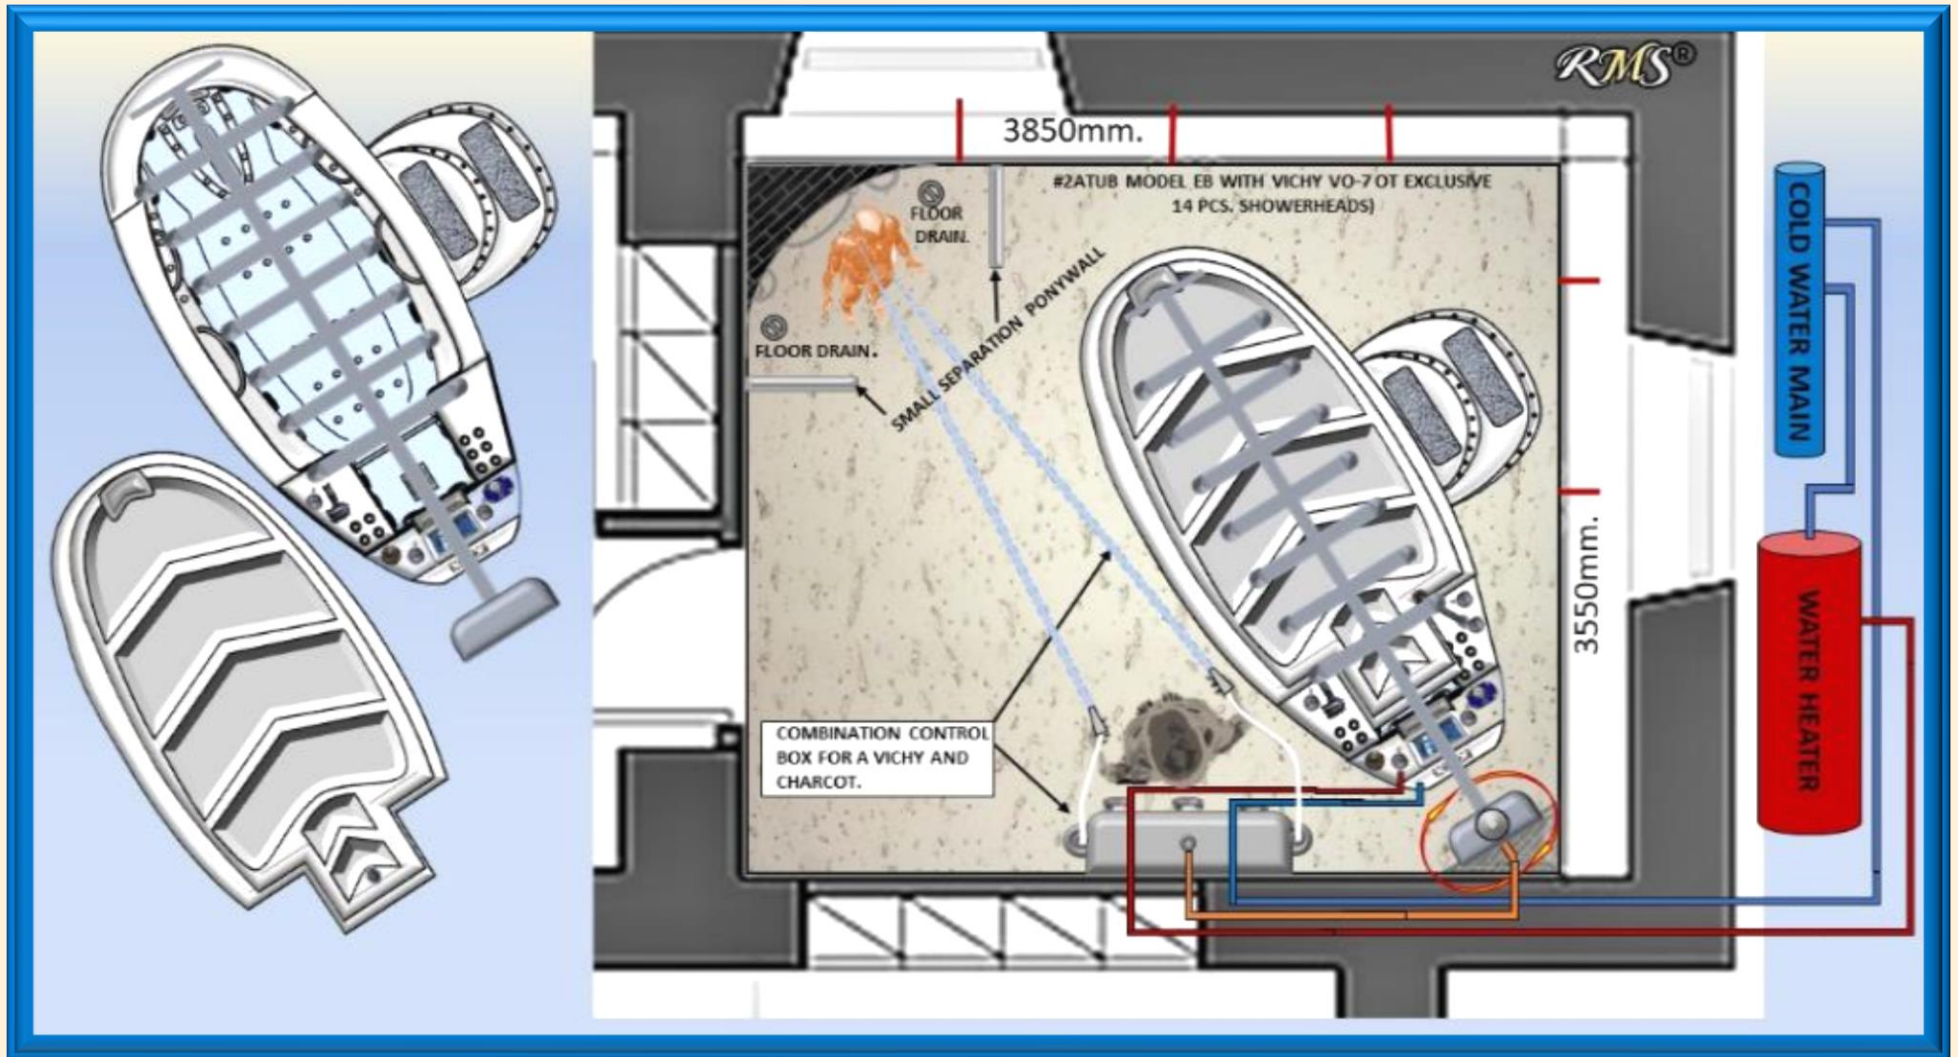 RMS®
3850mm.
#2ATUB MODEL EB WITH VICHY VO-7 OT EXCLUSIVE
14 PCS. SHOWERHEADS)
FLOOR
DRAIN.
FLOOR DRAIN.
SMALL SEPARATION PONYWALL
COMBINATION CONTROL
BOX FOR A VICHY AND
CHARCOT.
3550mm.
COLD WATER MAIN
WATER HEATER